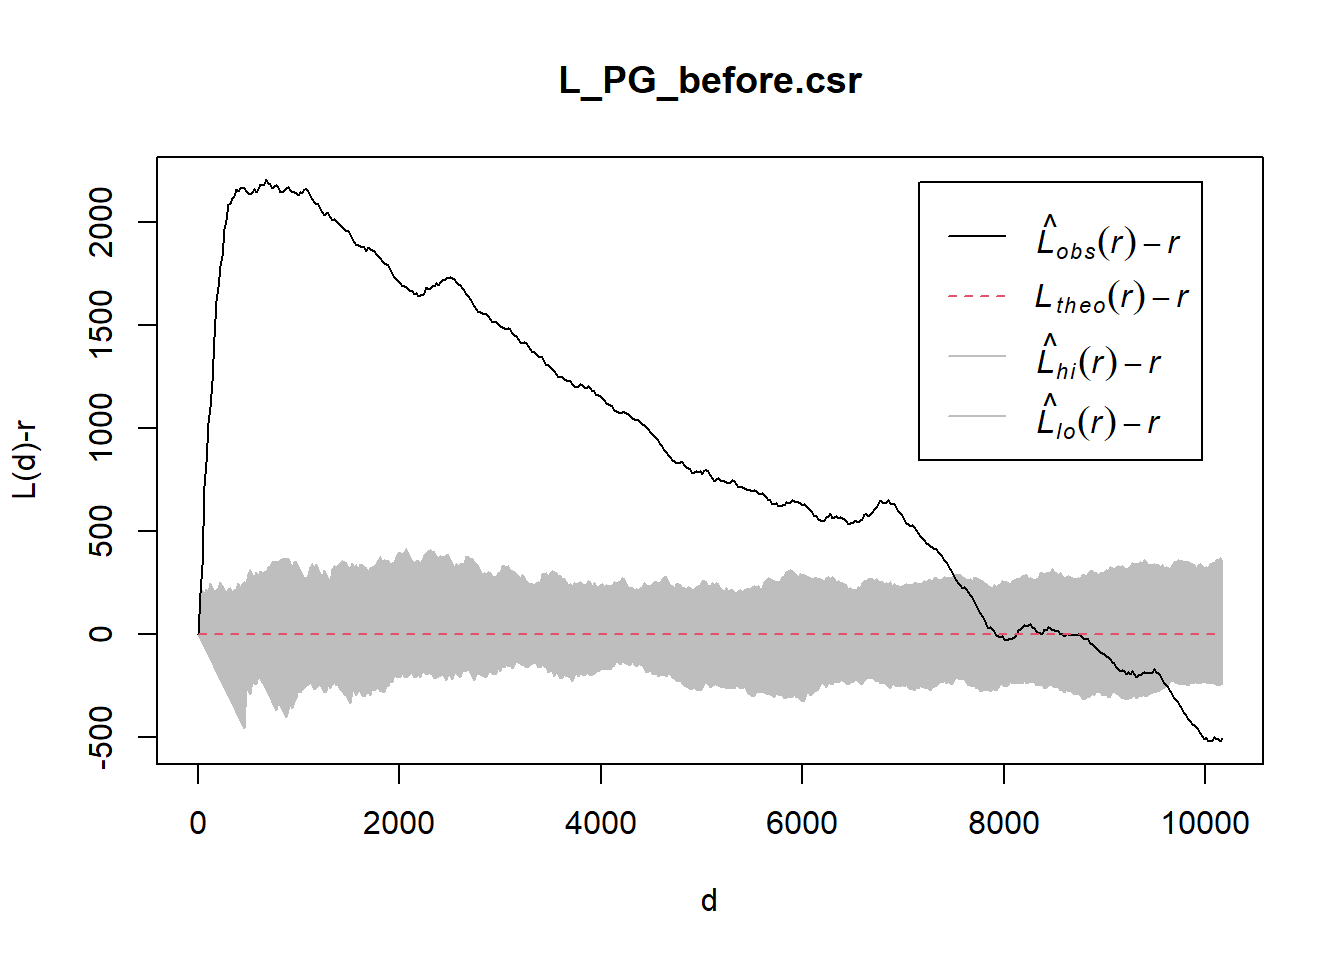 L_PG_before.csr
L̂obs(r) − r
Ltheo(r) − r
L̂hi(r) − r
L̂lo(r) − r
L(d)-r
2000
1500
1000
500
0
-500
0 2000 4000 6000 8000 10000
d